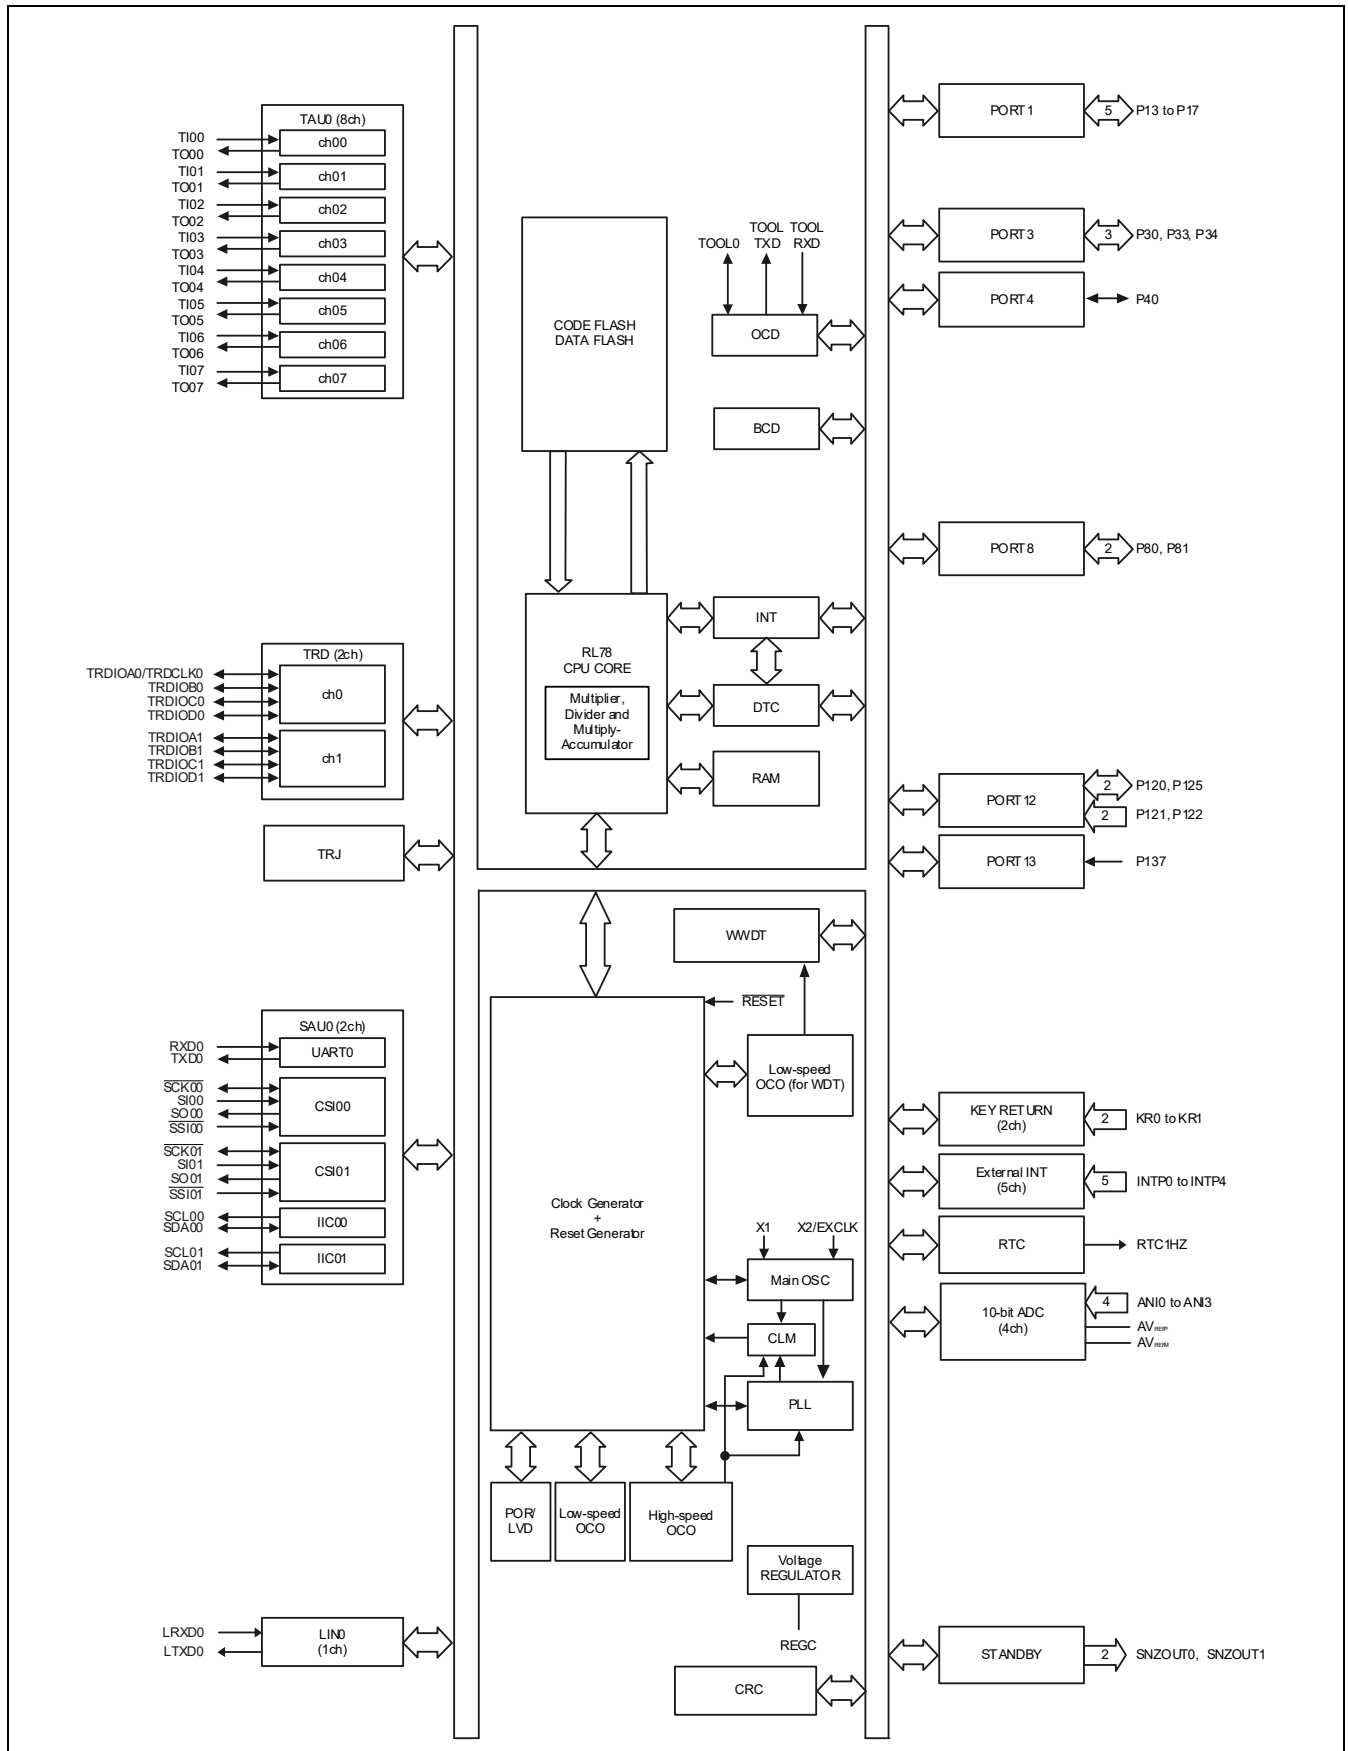 TAU0 (8ch)
TI00
TO00
ch00
TI01
TO01
ch01
TI02
TO02
ch02
TI03
TO03
ch03
TI04
TO04
ch04
TI05
TO05
ch05
TI06
TO06
ch06
TI07
TO07
ch07
TRD (2ch)
TRDIOA0/TRDCLK0
TRDIOB0
TRDIOC0
TRDIOD0
ch0
TRDIOA1
TRDIOB1
TRDIOC1
TRDIOD1
ch1
TRJ
SAU0 (2ch)
RXD0
TXD0
UART0
SCK00
SI00
SO00
SSI00
CSI00
SCK01
SI01
SO01
SSI01
CSI01
SCL00
SDA00
IIC00
SCL01
SDA01
IIC01
LRXD0
LTXD0
LIN0
(1ch)
CODE FLASH
DATA FLASH
TOOL0
TOOL
TXD
TOOL
RXD
OCD
BCD
RL78
CPU CORE
Multiplier,
Divider and
Multiply-
Accumulator
INT
DTC
RAM
WWDT
RESET
Low-speed
OCO (for WDT)
Clock Generator
+
Reset Generator
X1
X2/EXCLK
Main OSC
CLM
PLL
POR/
LVD
Low-speed
OCO
High-speed
OCO
Voltage
REGULATOR
REGC
CRC
PORT 1
5
P13 to P17
PORT 3
3
P30, P33, P34
PORT 4
P40
PORT 8
2
P80, P81
PORT 12
2
P120, P125
2
P121, P122
PORT 13
P137
KEY RETURN
(2ch)
2
KR0 to KR1
External INT
(5ch)
5
INTP0 to INTP4
RTC
RTC1HZ
10-bit ADC
(4ch)
4
ANI0 to ANI3
AVREFP
AVREFM
STANDBY
2
SNZOUT0, SNZOUT1